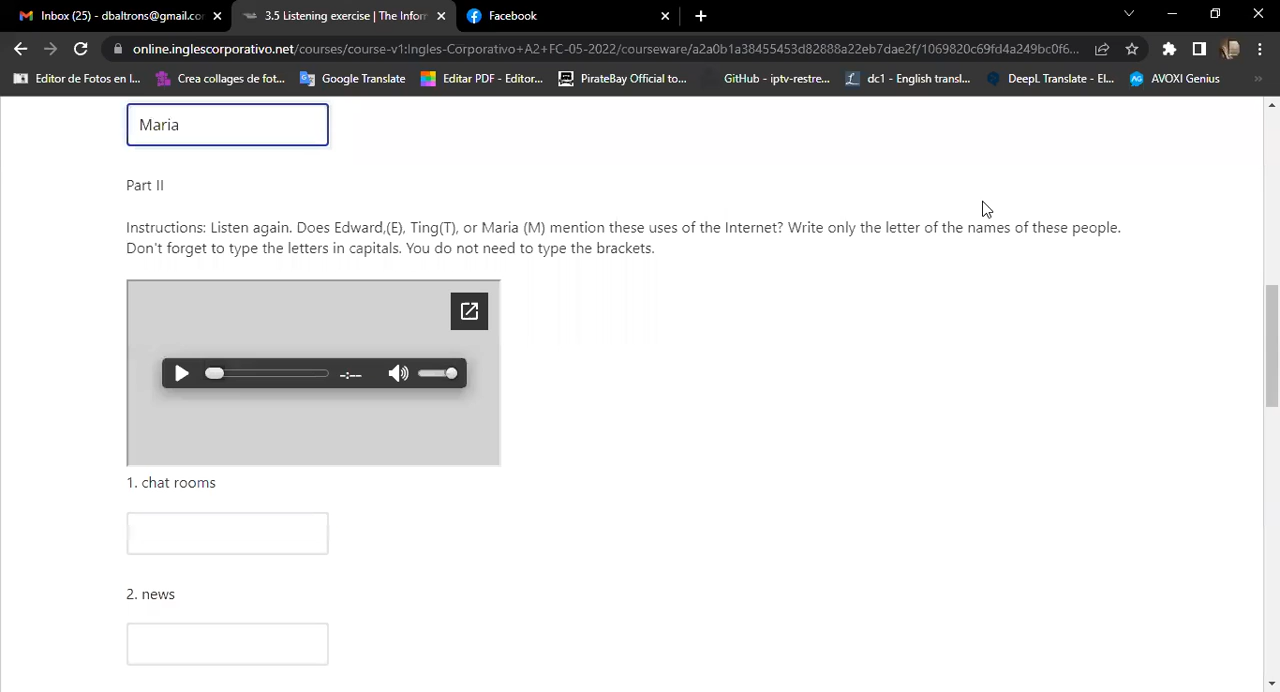 Inbox (25) - dbaltrons@gmail.co
3.5 Listening exercise | The Infor
Facebook
online.inglescorporativo.net/courses/course-v1:Ingles-Corporativo+A2+FC-05-2022/courseware/a2a0b1a38455453d82888a22eb7dae2f/1069820c69fd4a249bc0f6...
Editor de Fotos en l...
Crea collages de fot...
Google Translate
Editar PDF - Editor...
PirateBay Official to...
GitHub - iptv-restre...
dc1 - English transl...
DeepL Translate - El...
AVOXI Genius
»
Maria
Part II
Instructions: Listen again. Does Edward,(E), Ting(T), or Maria (M) mention these uses of the Internet? Write only the letter of the names of these people.
Don't forget to type the letters in capitals. You do not need to type the brackets.
-:--
1. chat rooms
2. news